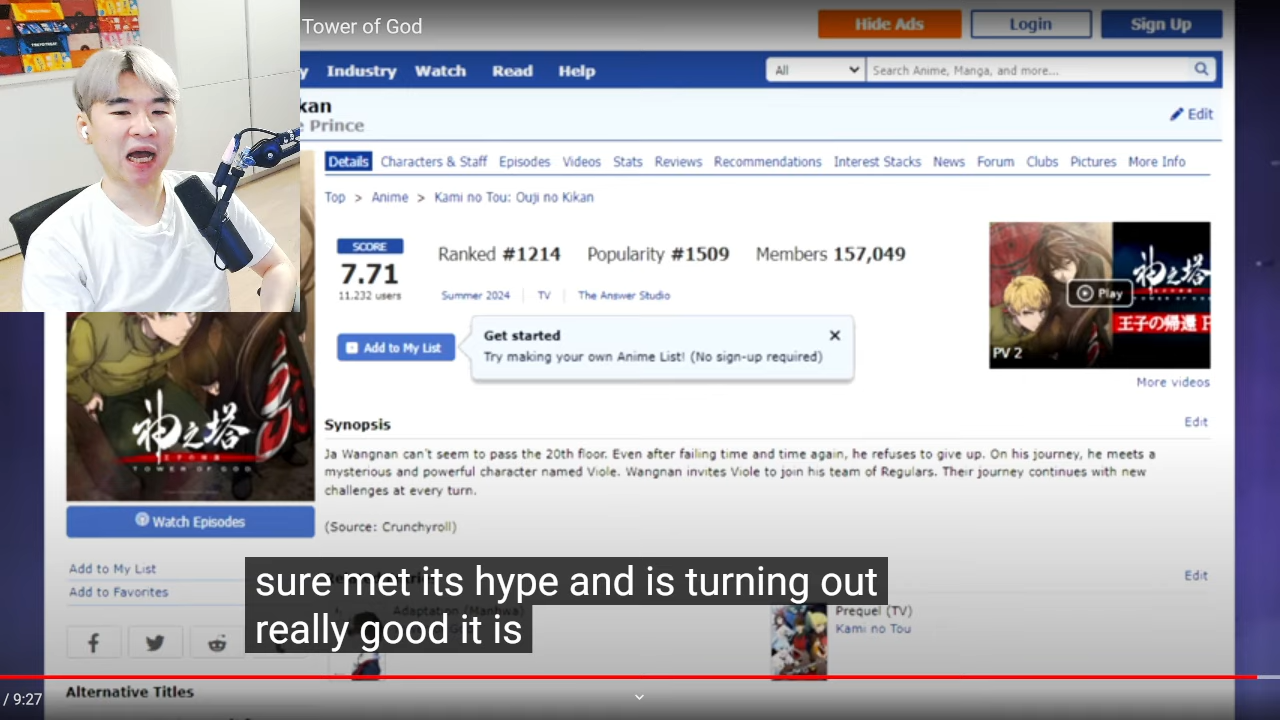 Tower of God
Hide Ads
Login
Sign Up
y Industry Watch Read Help
All
Search Anime, Manga, and more...
kan
e Prince
Edit
Details Characters & Staff Episodes Videos Stats Reviews Recommendations Interest Stacks News Forum Clubs Pictures More Info
Top > Anime > Kami no Tou: Ouji no Kikan
SCORE
7.71
11,232 users
Ranked #1214 Popularity #1509 Members 157,049
Summer 2024 TV The Answer Studio
神之塔
TOWER OF GOD
Play
王子の帰還 P
PV 2
More videos
Add to My List
Get started
Try making your own Anime List! (No sign-up required)
Synopsis
Edit
Ja Wangnan can't seem to pass the 20th floor. Even after failing time and time again, he refuses to give up. On his journey, he meets a
mysterious and powerful character named Viole. Wangnan invites Viole to join his team of Regulars. Their journey continues with new
challenges at every turn.
(Source: Crunchyroll)
神之塔
TOWER OF GOD
Watch Episodes
Add to My List
Add to Favorites
Edit
sure met its hype and is turning out
really good it is
Adaptation (Manhwa)
Prequel (TV)
Kami no Tou
Alternative Titles
/ 9:27